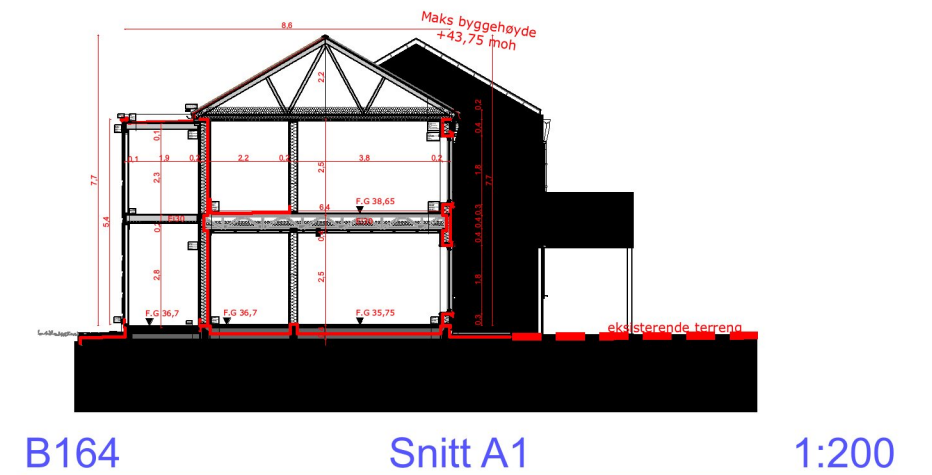 8,6
Maks byggehøyde
+43,75 moh
2,2
0,2
0,4
0,1
0,1
1,9
0,2
2,2
0,2
3,8
0,2
2,3
2,5
1,8
7,7
7,7
5,4
F.G 38,65
6,4
EI30
EI30
0,3
0,4
0,4
2,8
2,5
1,8
F.G 36,7
F.G 36,7
F.G 35,75
0,3
eksisterende terreng
B164
Snitt A1
1:200